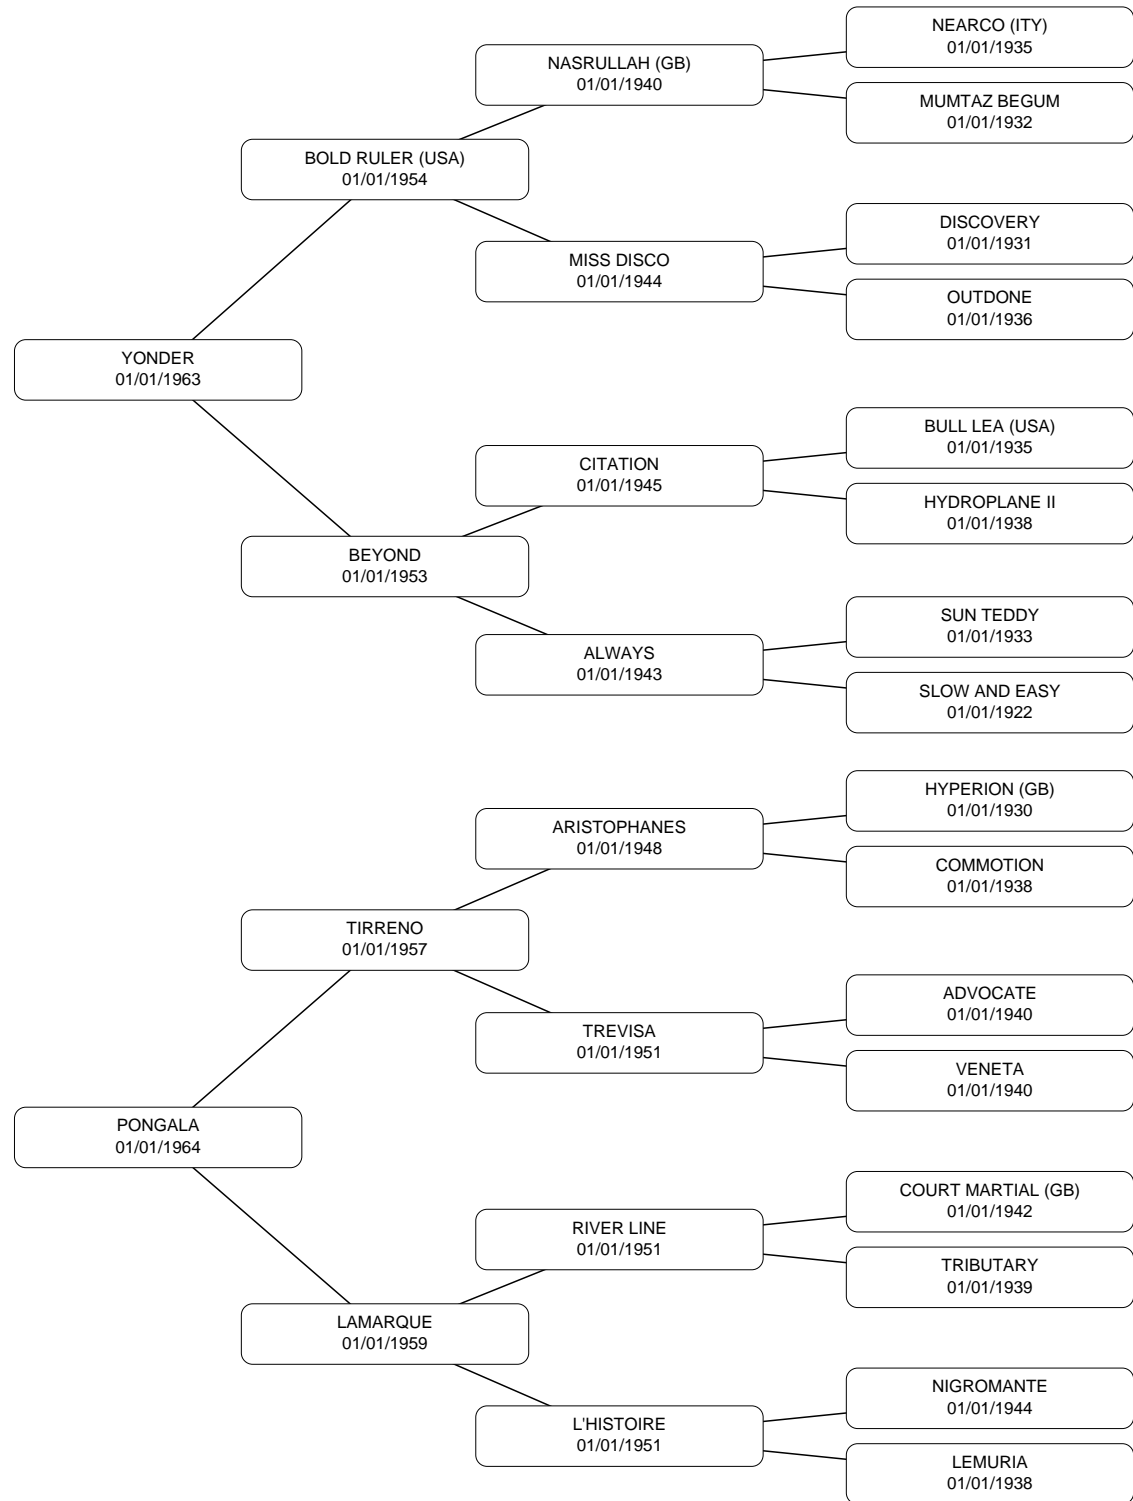 NEARCO (ITY)
01/01/1935
NASRULLAH (GB)
01/01/1940
MUMTAZ BEGUM
01/01/1932
BOLD RULER (USA)
01/01/1954
DISCOVERY
01/01/1931
MISS DISCO
01/01/1944
OUTDONE
01/01/1936
YONDER
01/01/1963
BULL LEA (USA)
01/01/1935
CITATION
01/01/1945
HYDROPLANE II
01/01/1938
BEYOND
01/01/1953
SUN TEDDY
01/01/1933
ALWAYS
01/01/1943
SLOW AND EASY
01/01/1922
HYPERION (GB)
01/01/1930
ARISTOPHANES
01/01/1948
COMMOTION
01/01/1938
TIRRENO
01/01/1957
ADVOCATE
01/01/1940
TREVISA
01/01/1951
VENETA
01/01/1940
PONGALA
01/01/1964
COURT MARTIAL (GB)
01/01/1942
RIVER LINE
01/01/1951
TRIBUTARY
01/01/1939
LAMARQUE
01/01/1959
NIGROMANTE
01/01/1944
L'HISTOIRE
01/01/1951
LEMURIA
01/01/1938